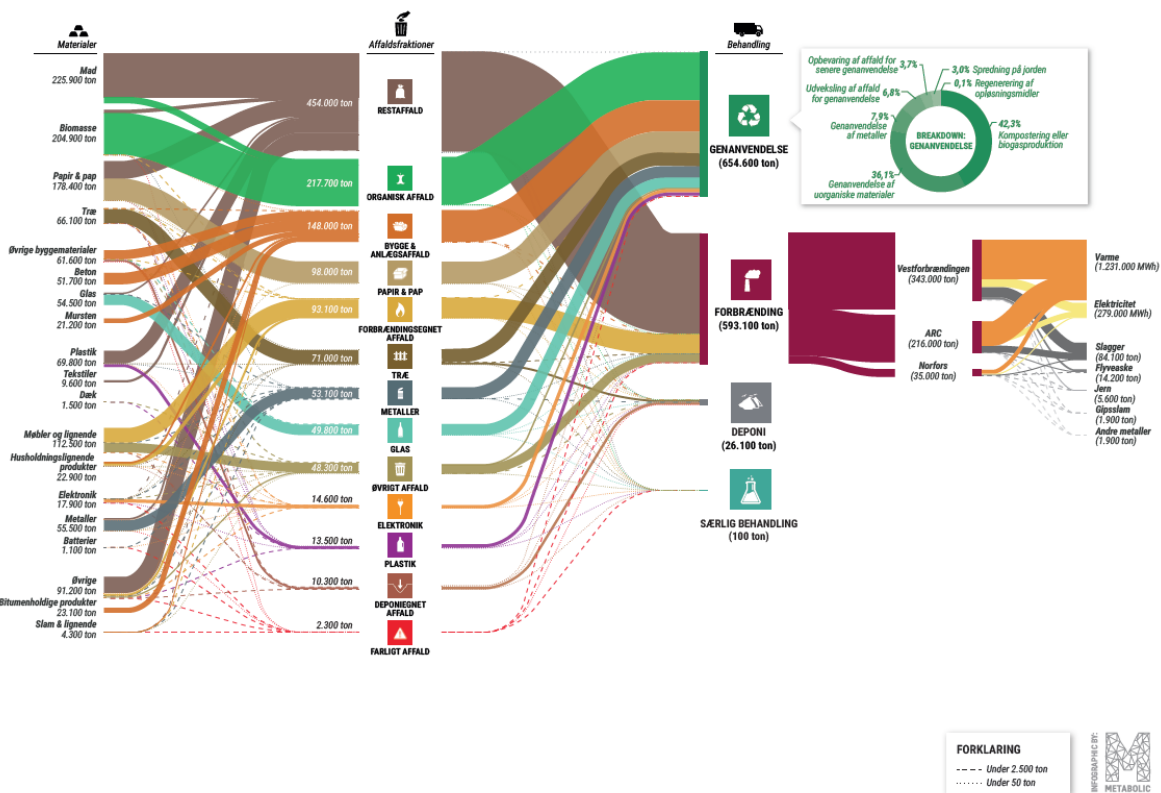 Materialer
Affaldsfraktioner
Behandling
Mad
225.900 ton
Biomasse
204.900 ton
Papir & pap
178.400 ton
Træ
66.100 ton
Øvrige byggematerialer
61.600 ton
Beton
51.700 ton
Glas
54.500 ton
Mursten
21.200 ton
Plastik
69.800 ton
Tekstiler
9.600 ton
Dæk
1.500 ton
Møbler og lignende
112.500 ton
Husholdningslignende
produkter
22.900 ton
Elektronik
17.900 ton
Metaller
55.500 ton
Batterier
1.100 ton
Øvrige
91.200 ton
Bitumenholdige produkter
23.100 ton
Slam & lignende
4.300 ton
454.000 ton
RESTAFFALD
217.700 ton
ORGANISK AFFALD
148.000 ton
BYGGE &
ANLÆGSAFFALD
98.000 ton
PAPIR & PAP
93.100 ton
FORBRÆNDINGSEGNET
AFFALD
71.000 ton
TRÆ
53.100 ton
METALLER
49.800 ton
GLAS
48.300 ton
ØVRIGT AFFALD
14.600 ton
ELEKTRONIK
13.500 ton
PLASTIK
10.300 ton
DEPONIEGNET
AFFALD
2.300 ton
FARLIGT AFFALD
GENANVENDELSE
(654.600 ton)
FORBRÆNDING
(593.100 ton)
DEPONI
(26.100 ton)
SÆRLIG BEHANDLING
(100 ton)
Opbevaring af affald for
senere genanvendelse
3,7%
3,0% Spredning på jorden
0,1% Regenerering af
opløsningsmidler
Udveksling af affald
for genanvendelse
6,8%
7,9%
Genanvendelse
af metaller
BREAKDOWN:
GENANVENDELSE
42,3%
Kompostering eller
biogasproduktion
36,1%
Genanvendelse af
uorganiske materialer
Vestforbrændingen
(343.000 ton)
ARC
(216.000 ton)
Norfors
(35.000 ton)
Varme
(1.231.000 MWh)
Elektricitet
(279.000 MWh)
Slagger
(84.100 ton)
Flyveaske
(14.200 ton)
Jern
(5.600 ton)
Gipsslam
(1.900 ton)
Andre metaller
(1.900 ton)
FORKLARING
Under 2.500 ton
Under 50 ton
INFOGRAPHIC BY:
METABOLIC